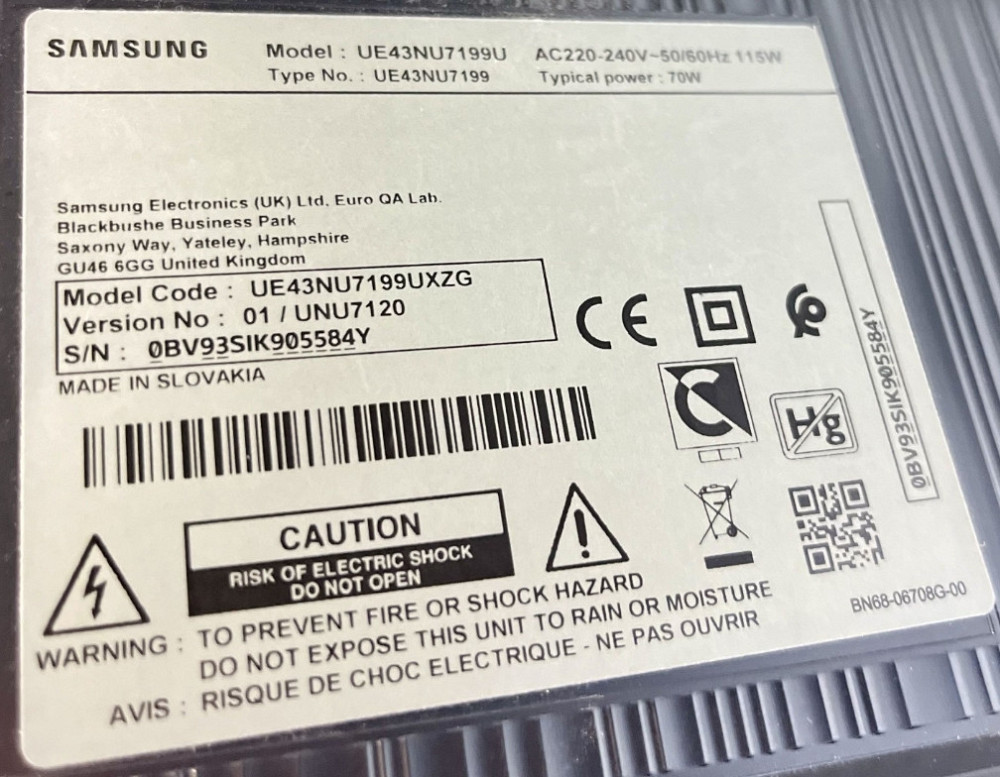 SAMSUNG
Model : UE43NU7199U AC220-240V~50/60Hz 115W
Type No. : UE43NU7199 Typical power : 70W
Samsung Electronics (UK) Ltd, Euro QA Lab.
Blackbushe Business Park
Saxony Way, Yateley, Hampshire
GU46 6GG United Kingdom
Model Code : UE43NU7199UXZG
Version No : 01 / UNU7120
S/N : 0BV93SIK905584Y
MADE IN SLOVAKIA
CE
Hg
0BV93SIK905584Y
CAUTION
RISK OF ELECTRIC SHOCK
DO NOT OPEN
BN68-06708G-00
WARNING : TO PREVENT FIRE OR SHOCK HAZARD
DO NOT EXPOSE THIS UNIT TO RAIN OR MOISTURE
AVIS : RISQUE DE CHOC ELECTRIQUE - NE PAS OUVRIR